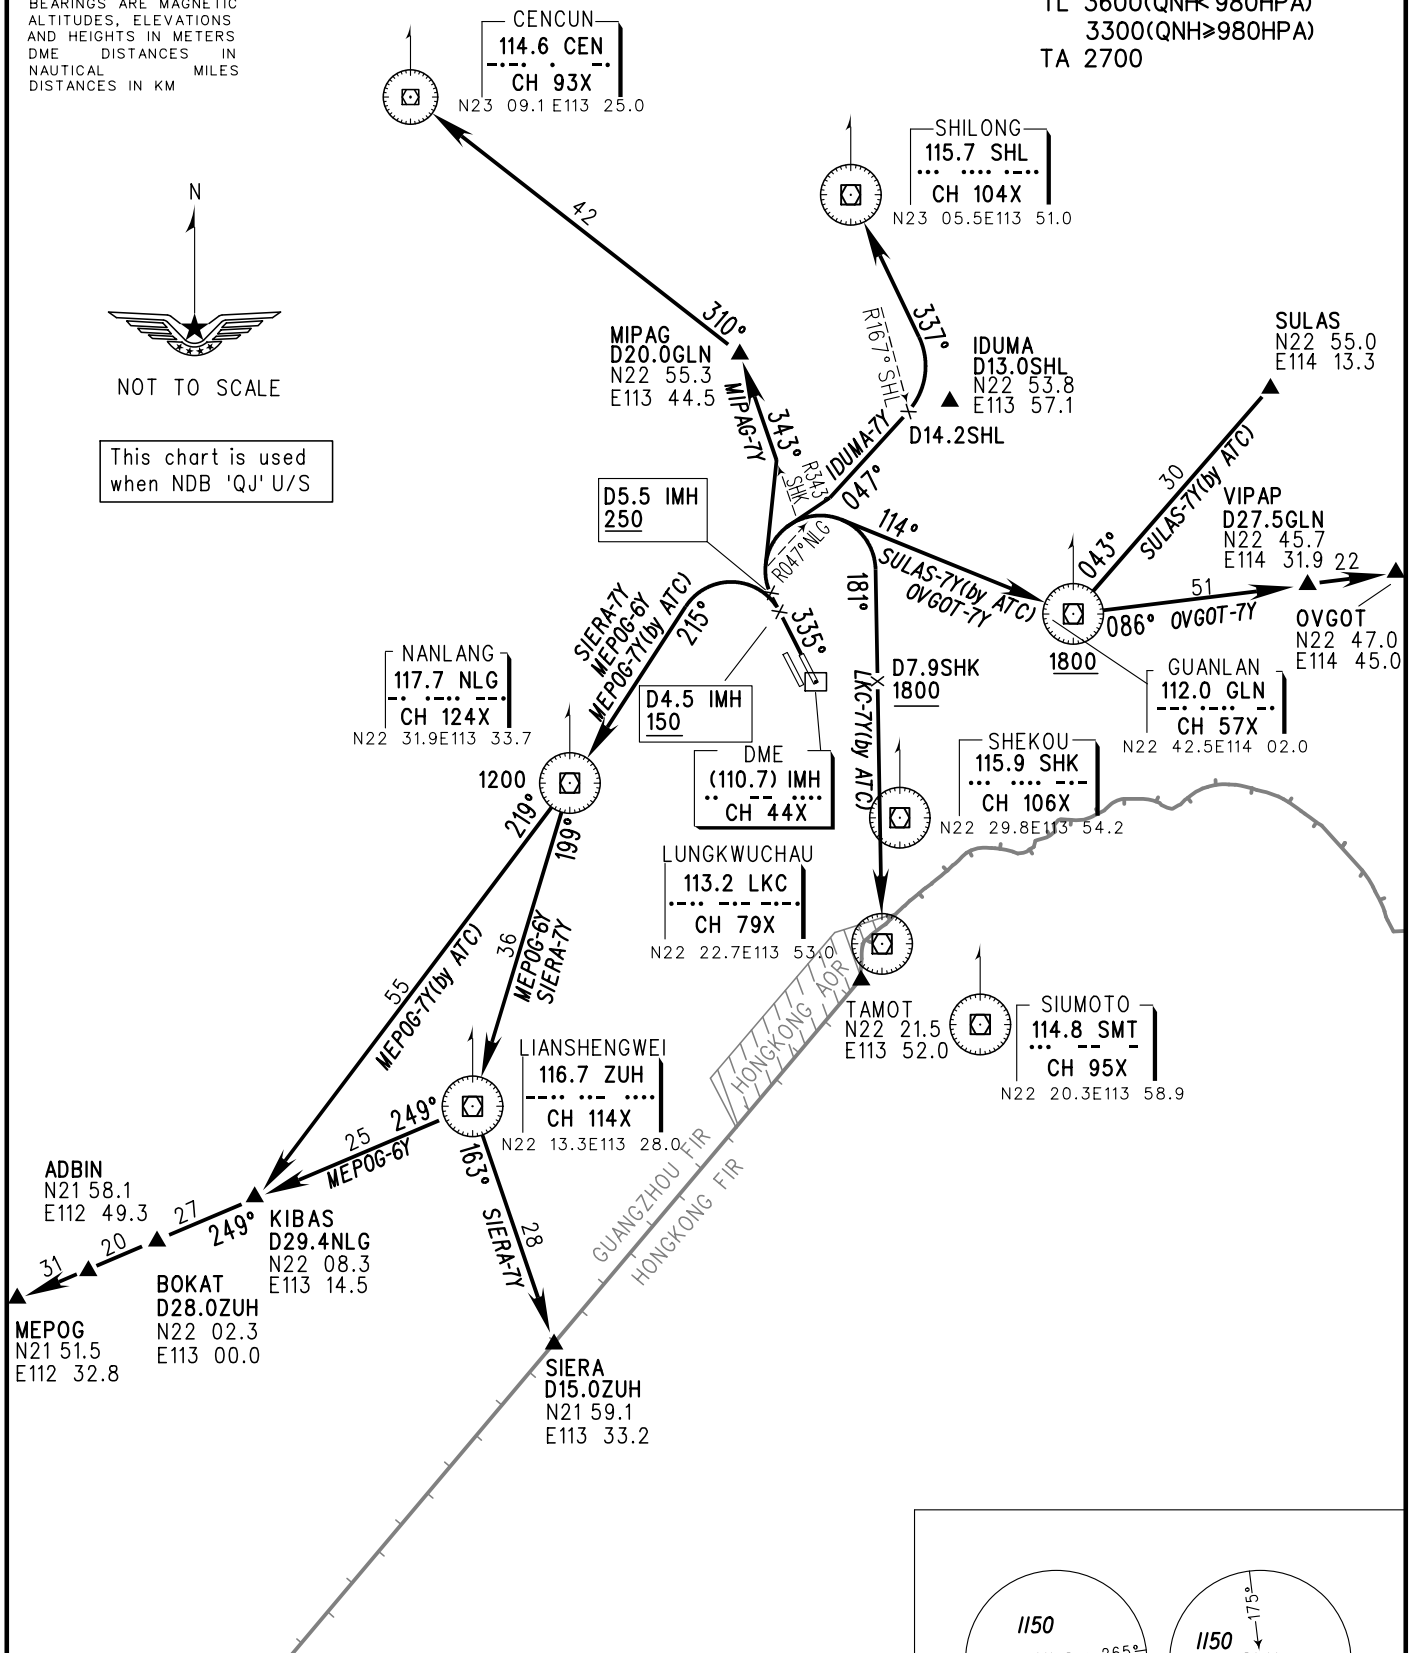 BEARINGS ARE MAGNETIC
ALTITUDES, ELEVATIONS
AND HEIGHTS IN METERS
DME DISTANCES IN
NAUTICAL MILES
DISTANCES IN KM
TL 3600(QNH<980HPA)
3300(QNH≥980HPA)
TA 2700
CENCUN
114.6 CEN
CH 93X
N23 09.1 E113 25.0
SHILONG
115.7 SHL
CH 104X
N23 05.5E113 51.0
N
NOT TO SCALE
This chart is used
when NDB 'QJ' U/S
42
310°
MIPAG
D20.0GLN
N22 55.3
E113 44.5
MIPAG-7Y
343°
R343°
SHK
337°
R167° SHL
IDUMA
D13.0SHL
N22 53.8
E113 57.1
D14.2SHL
IDUMA-7Y
047°
SULAS
N22 55.0
E114 13.3
30
SULAS-7Y(by ATC)
043°
VIPAP
D27.5GLN
N22 45.7
E114 31.9
22
51
OVGOT-7Y
086°
OVGOT
N22 47.0
E114 45.0
D5.5 IMH
250
R047° NLG
114°
SULAS-7Y(by ATC)
OVGOT-7Y
181°
335°
1800
GUANLAN
112.0 GLN
CH 57X
N22 42.5E114 02.0
SIERA-7Y
MEPOG-6Y
MEPOG-7Y(by ATC)
215°
NANLANG
117.7 NLG
CH 124X
N22 31.9E113 33.7
D4.5 IMH
150
D7.9SHK
1800
LKC-7Y(by ATC)
DME
(110.7) IMH
CH 44X
SHEKOU
115.9 SHK
CH 106X
N22 29.8E113 54.2
1200
219°
199°
LUNGKWUCHAU
113.2 LKC
CH 79X
N22 22.7E113 53.0
55
MEPOG-7Y(by ATC)
36
MEPOG-6Y
SIERA-7Y
HONGKONG AOR
TAMOT
N22 21.5
E113 52.0
SIUMOTO
114.8 SMT
CH 95X
N22 20.3E113 58.9
LIANSHENGWEI
116.7 ZUH
CH 114X
N22 13.3E113 28.0
249°
25
MEPOG-6Y
163°
28
SIERA-7Y
GUANGZHOU FIR
HONGKONG FIR
ADBIN
N21 58.1
E112 49.3
27
249°
20
31
KIBAS
D29.4NLG
N22 08.3
E113 14.5
BOKAT
D28.0ZUH
N22 02.3
E113 00.0
MEPOG
N21 51.5
E112 32.8
SIERA
D15.0ZUH
N21 59.1
E113 33.2
1150
265°
175°
1150